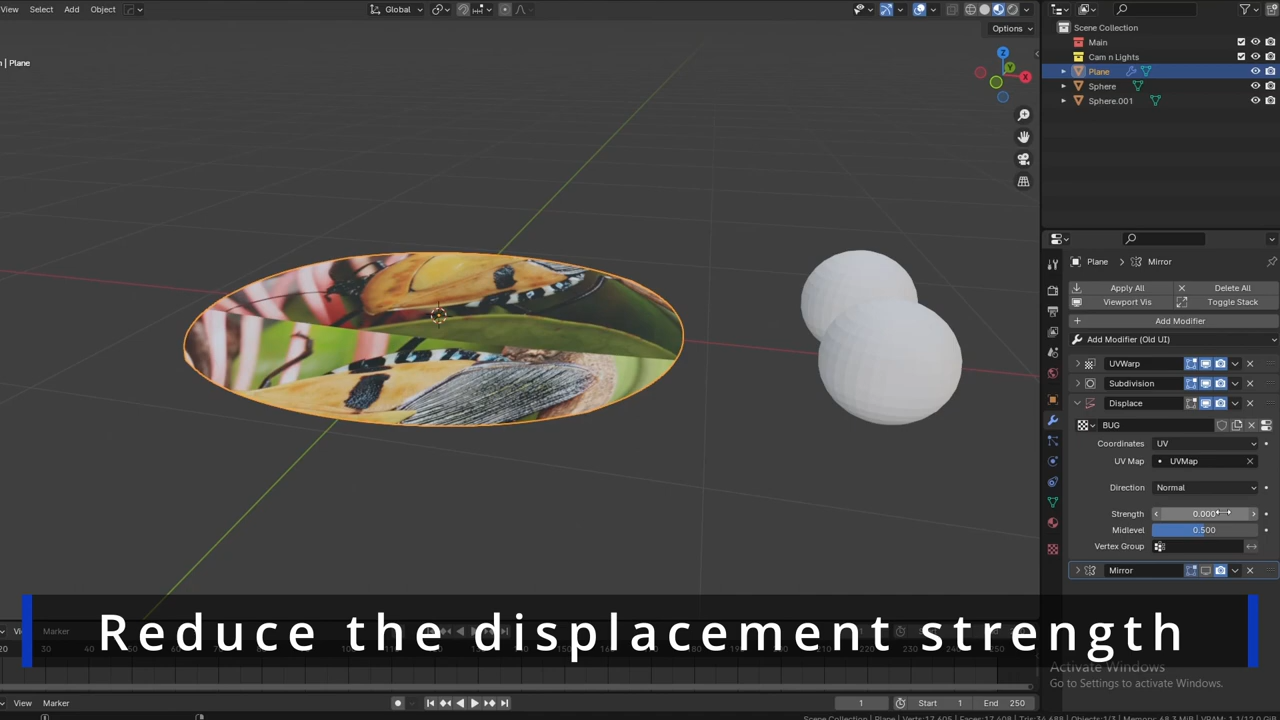 View Select Add Object Global
Options
Scene Collection
Main
| Plane
Cam n Lights
Z
Y
X
Plane
Sphere
Sphere.001
Plane > Mirror
Apply All Delete All
Viewport Vis Toggle Stack
Add Modifier
Add Modifier (Old UI)
UVWarp
Subdivision
Displace
BUG
Coordinates UV
UV Map UVMap
Direction Normal
Strength 0.000
Midlevel 0.500
Vertex Group
Mirror
Reduce the displacement strength
Marker
Activate Windows
Go to Settings to activate Windows.
View Marker 1 Start 1 End 250